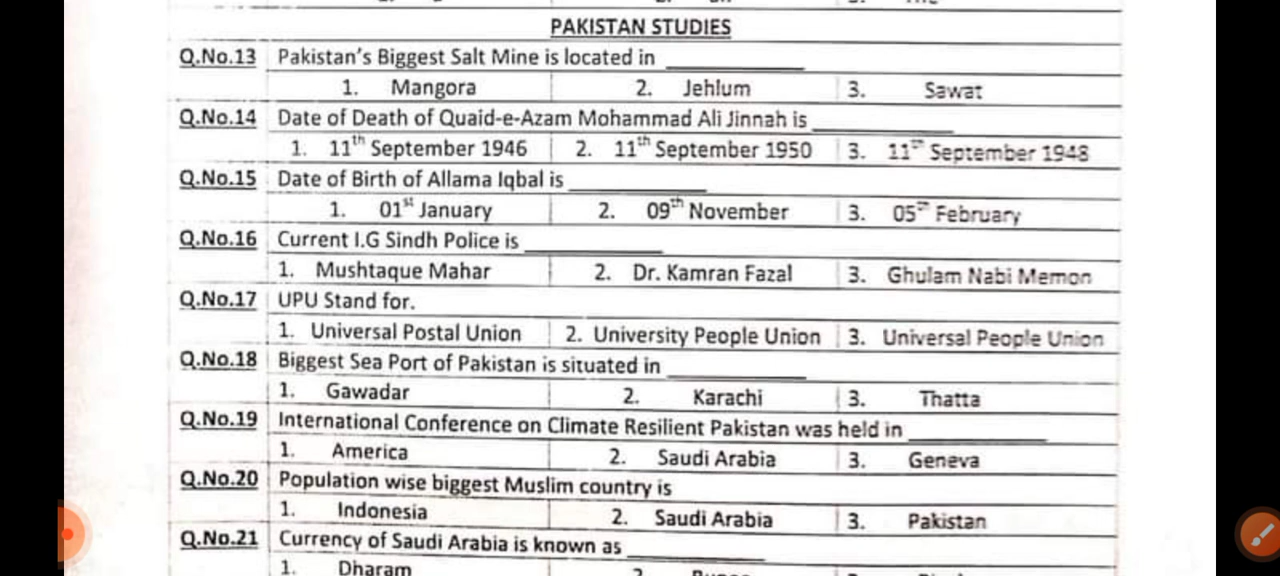 PAKISTAN STUDIES
Q.No.13 Pakistan's Biggest Salt Mine is located in ____________
1. Mangora 2. Jehlum 3. Sawat
Q.No.14 Date of Death of Quaid-e-Azam Mohammad Ali Jinnah is ____________
1. 11th September 1946 2. 11th September 1950 3. 11th September 1948
Q.No.15 Date of Birth of Allama Iqbal is ____________
1. 01st January 2. 09th November 3. 05th February
Q.No.16 Current I.G Sindh Police is ____________
1. Mushtaque Mahar 2. Dr. Kamran Fazal 3. Ghulam Nabi Memon
Q.No.17 UPU Stand for.
1. Universal Postal Union 2. University People Union 3. Universal People Union
Q.No.18 Biggest Sea Port of Pakistan is situated in ____________
1. Gawadar 2. Karachi 3. Thatta
Q.No.19 International Conference on Climate Resilient Pakistan was held in ____________
1. America 2. Saudi Arabia 3. Geneva
Q.No.20 Population wise biggest Muslim country is
1. Indonesia 2. Saudi Arabia 3. Pakistan
Q.No.21 Currency of Saudi Arabia is known as ____________
1. Dharam